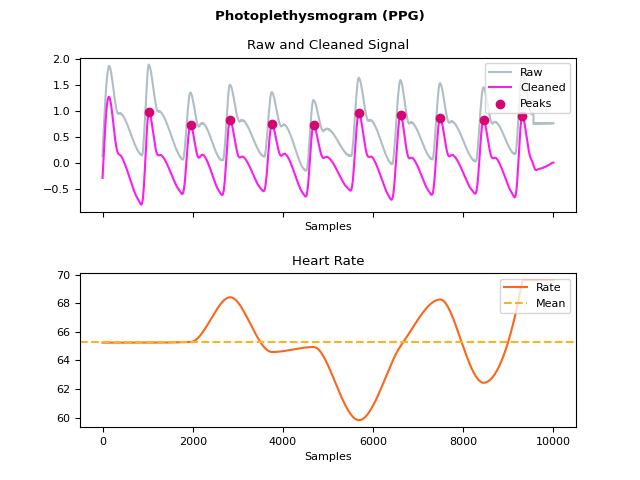 Photoplethysmogram (PPG)
Raw and Cleaned Signal
2.0
1.5
1.0
0.5
0.0
−0.5
Raw
Cleaned
Peaks
Samples
Heart Rate
70
68
66
64
62
60
Rate
Mean
0 2000 4000 6000 8000 10000
Samples